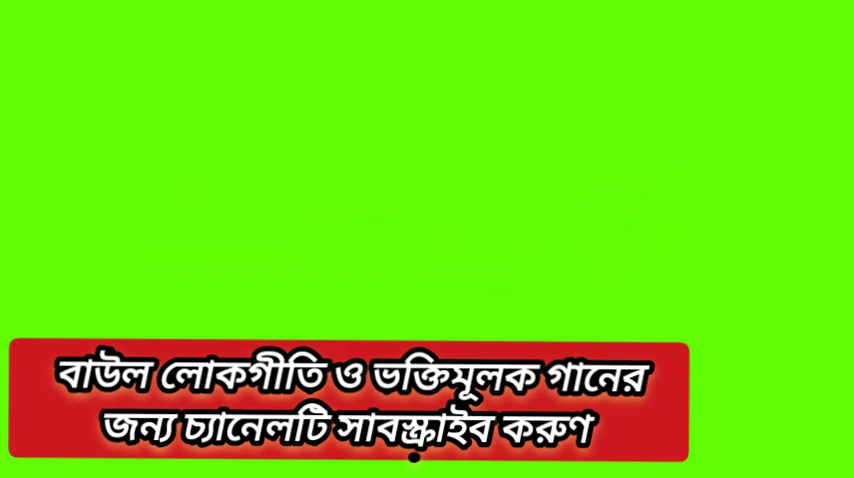 বাউল লোকগীতি ও ভক্তিমূলক গানের
জন্য চ্যানেলটি সাবস্ক্রাইব করুণ